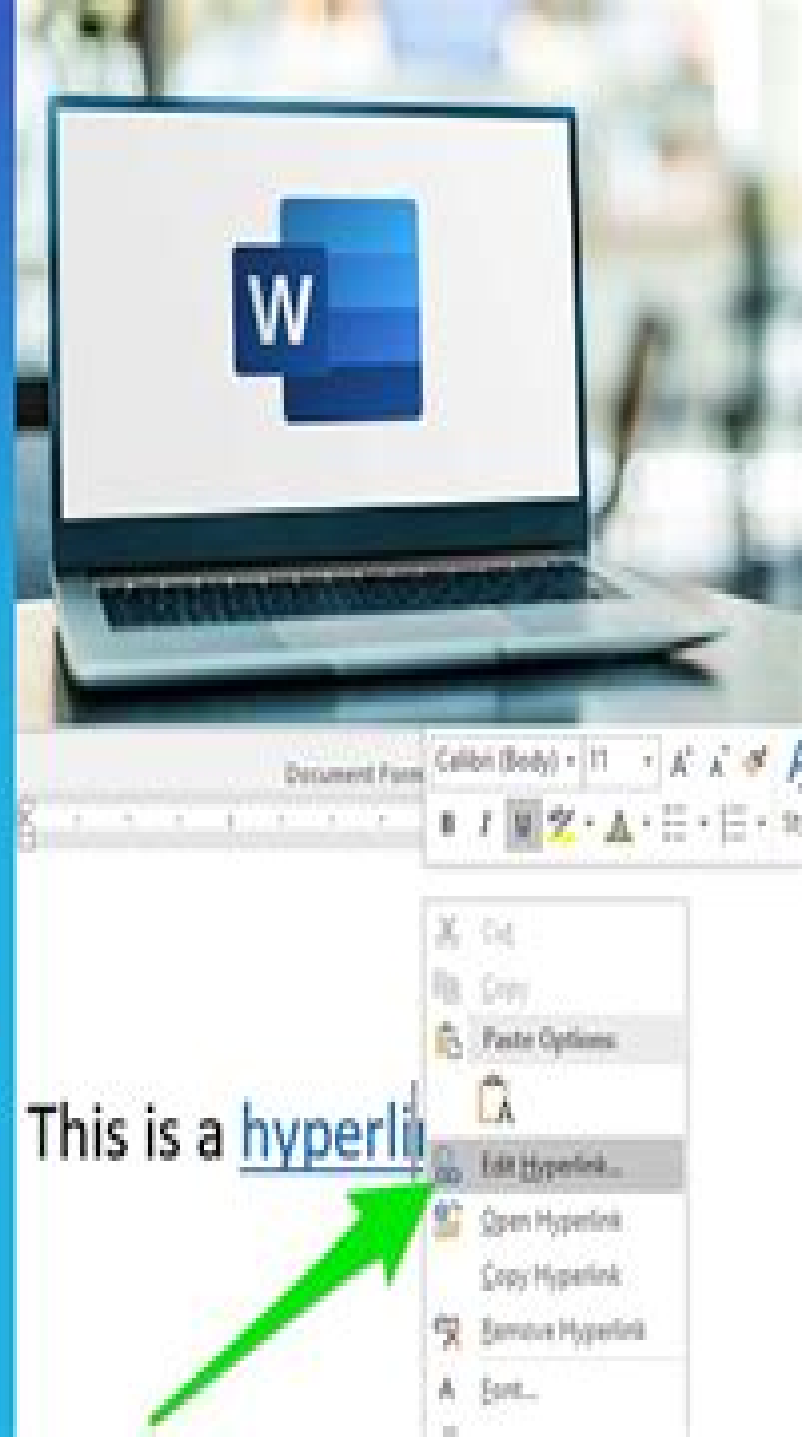 W
Document Form
Calibri (Body) 11 A A
B I U A
Cut
Copy
Paste Options:
A
This is a hyperli
Edit Hyperlink...
Open Hyperlink
Copy Hyperlink
Remove Hyperlink
A Font...